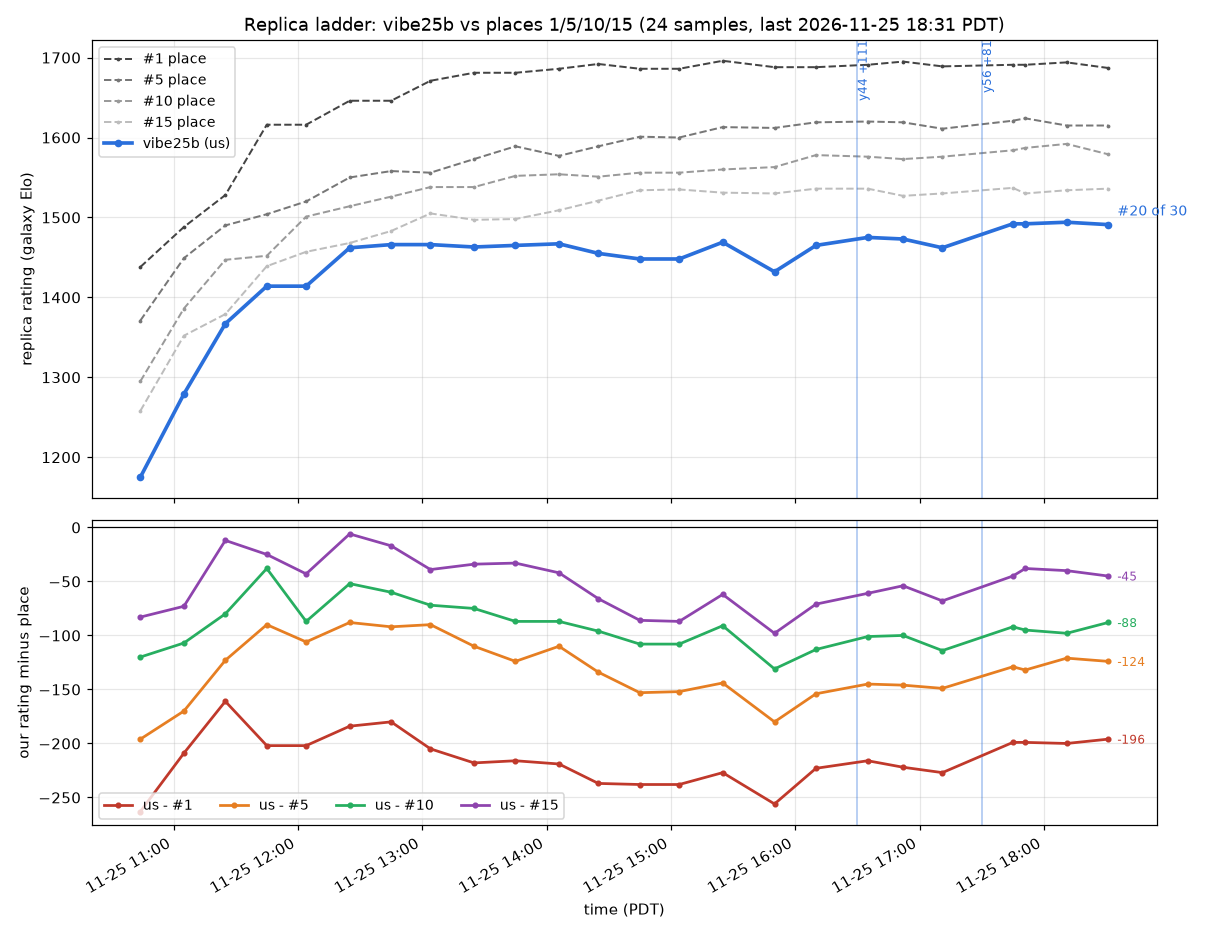 Replica ladder: vibe25b vs places 1/5/10/15 (24 samples, last 2026-11-25 18:31 PDT)
#1 place
#5 place
#10 place
#15 place
vibe25b (us)
y44 +111
y56 +81
#20 of 30
replica rating (galaxy Elo)
1700
1600
1500
1400
1300
1200
our rating minus place
0
−50
−100
−150
−200
−250
-45
-88
-124
-196
us - #1
us - #5
us - #10
us - #15
11-25 11:00
11-25 12:00
11-25 13:00
11-25 14:00
11-25 15:00
11-25 16:00
11-25 17:00
11-25 18:00
time (PDT)